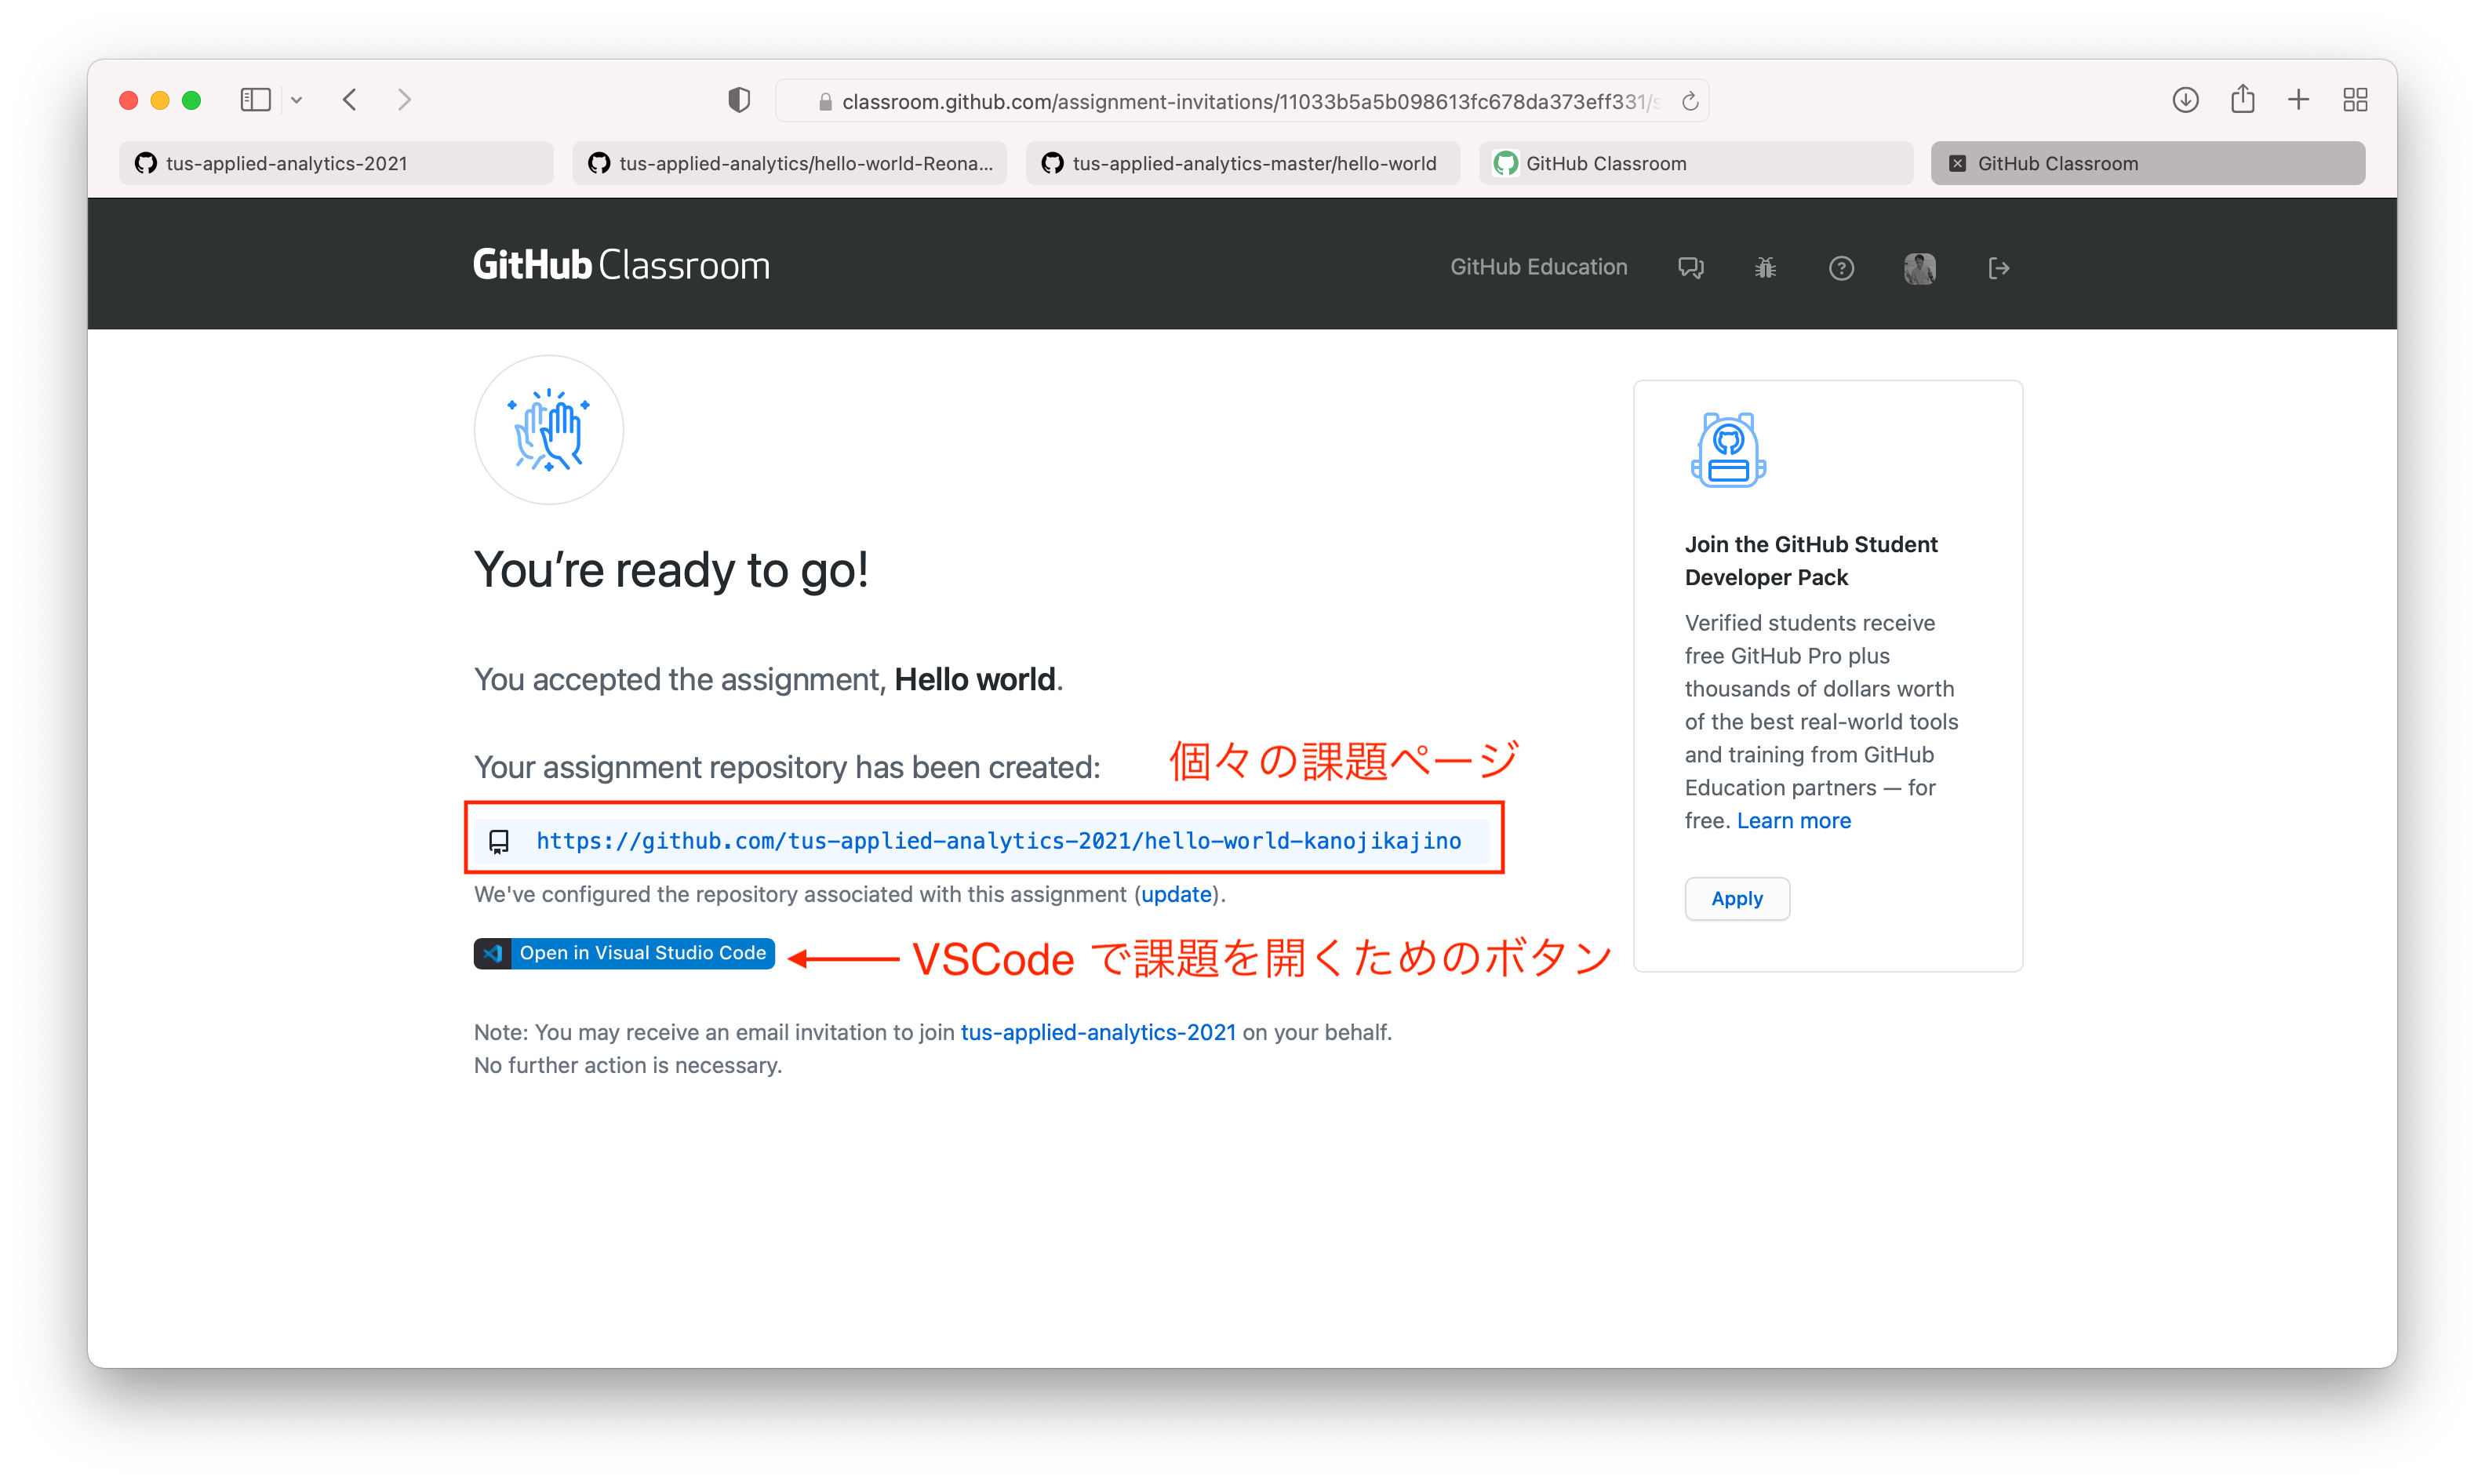 classroom.github.com/assignment-invitations/11033b5a5b098613fc678da373eff331/s
tus-applied-analytics-2021
tus-applied-analytics/hello-world-Reona...
tus-applied-analytics-master/hello-world
GitHub Classroom
GitHub Classroom
GitHub Classroom
GitHub Education
You’re ready to go!
You accepted the assignment, Hello world.
Your assignment repository has been created:
個々の課題ページ
https://github.com/tus-applied-analytics-2021/hello-world-kanojikajino
We've configured the repository associated with this assignment (update).
Open in Visual Studio Code
VSCode で課題を開くためのボタン
Note: You may receive an email invitation to join tus-applied-analytics-2021 on your behalf.
No further action is necessary.
Join the GitHub Student
Developer Pack
Verified students receive
free GitHub Pro plus
thousands of dollars worth
of the best real-world tools
and training from GitHub
Education partners — for
free. Learn more
Apply